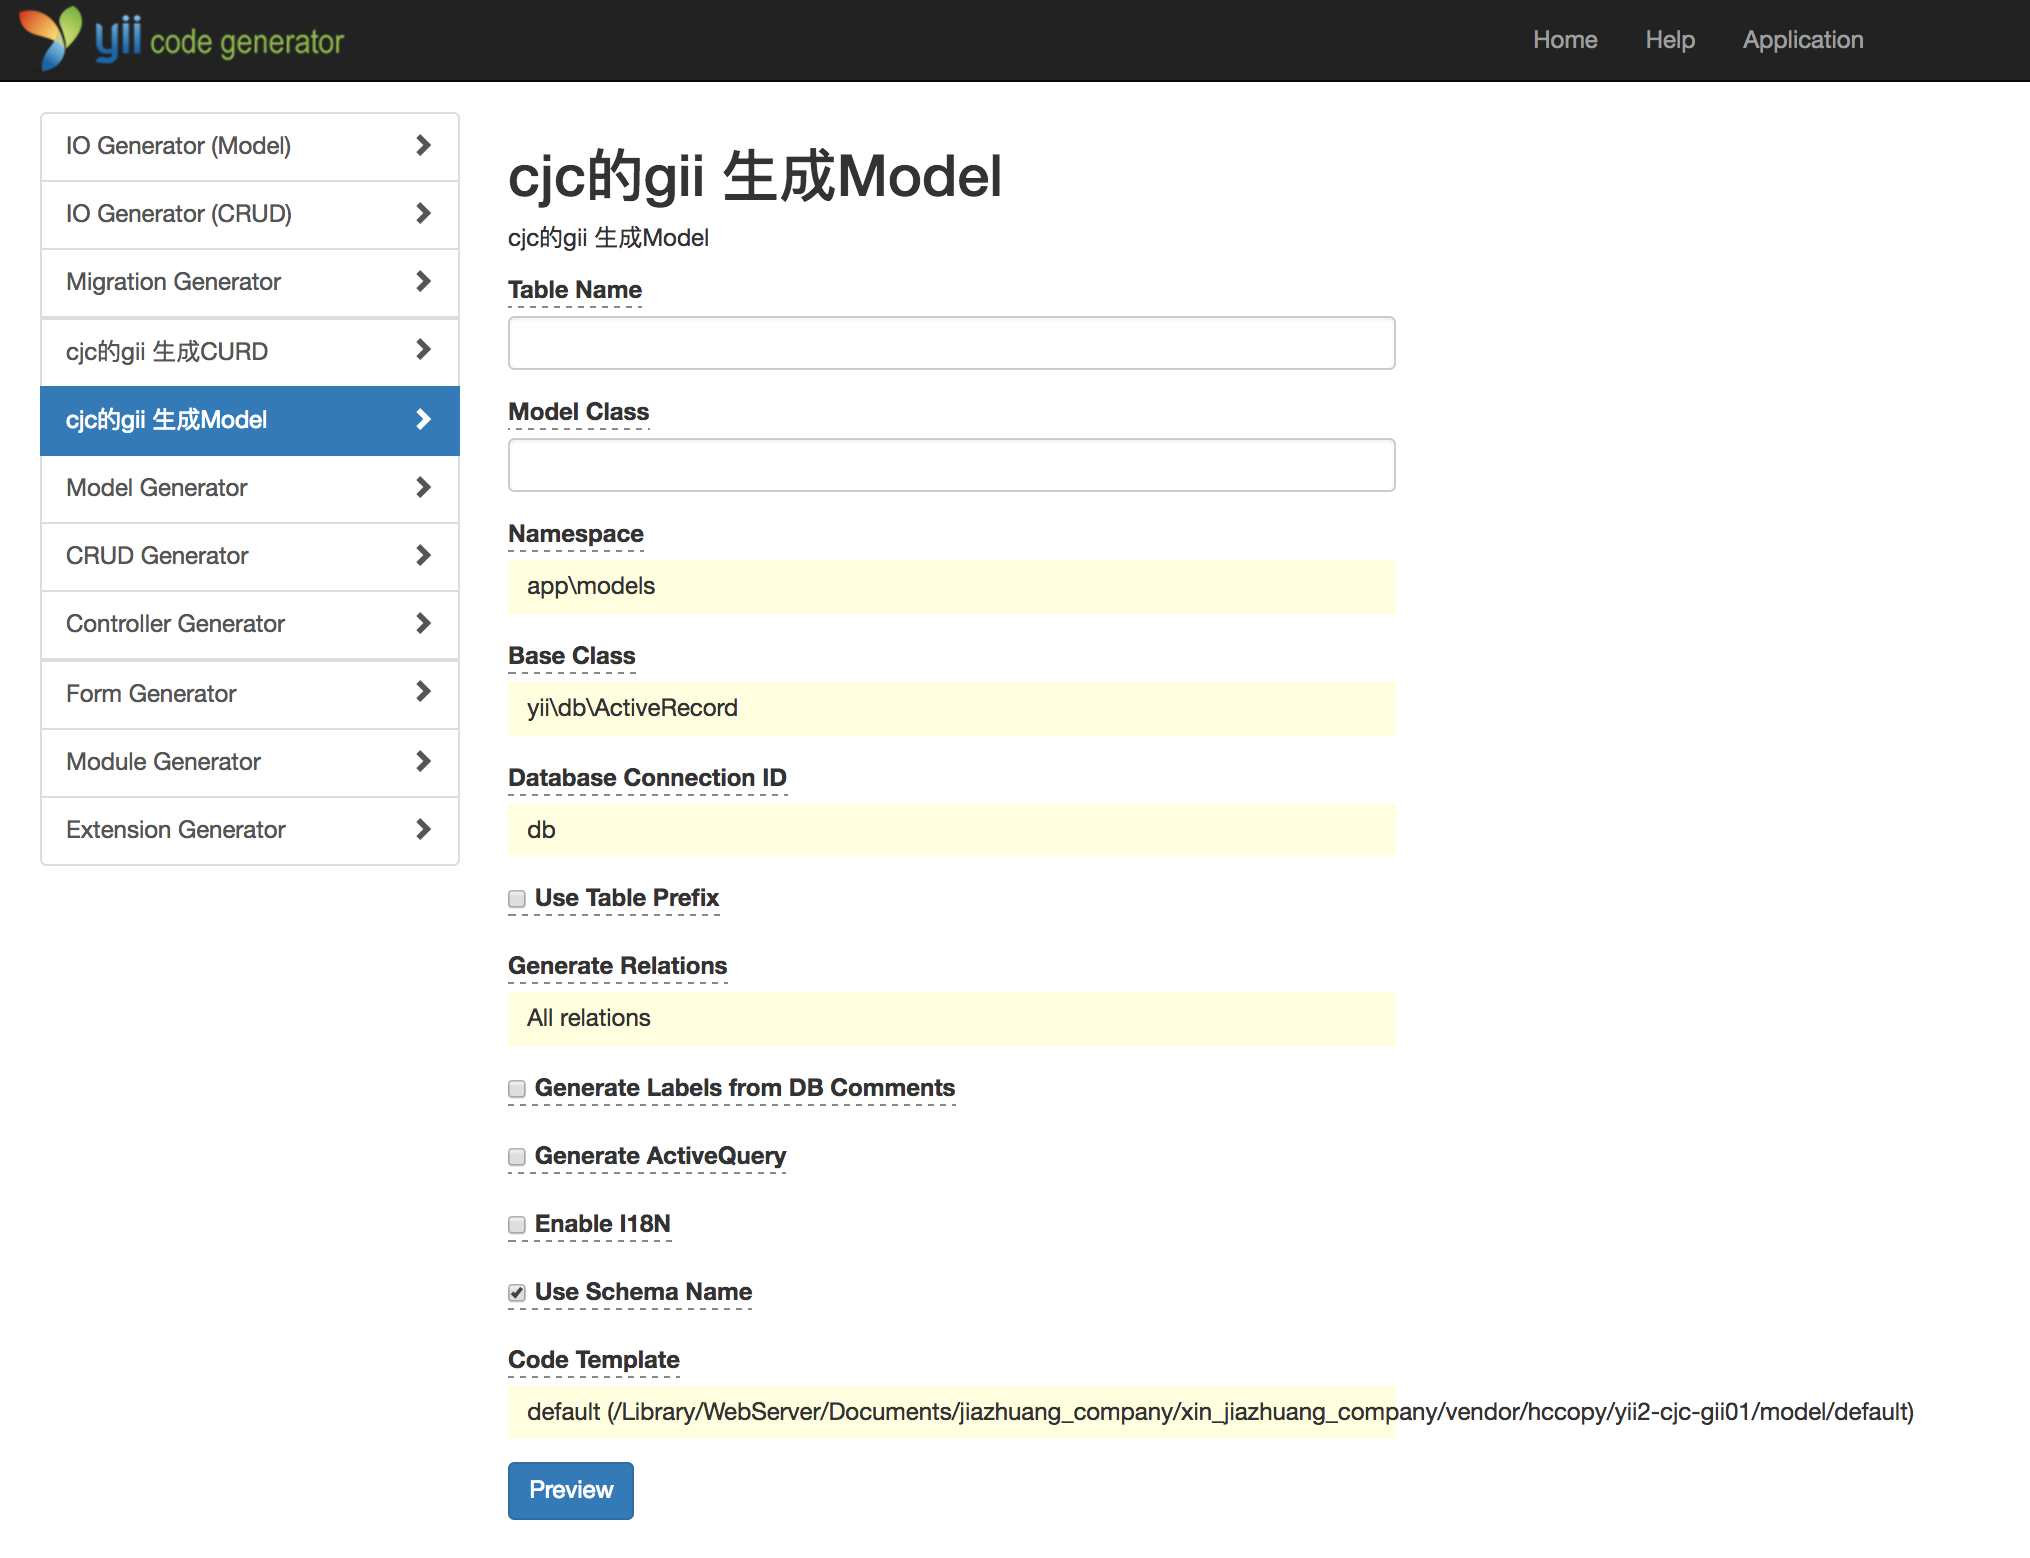 yii code generator
Home Help Application
IO Generator (Model)
IO Generator (CRUD)
Migration Generator
cjc的gii 生成CURD
cjc的gii 生成Model
Model Generator
CRUD Generator
Controller Generator
Form Generator
Module Generator
Extension Generator
cjc的gii 生成Model
cjc的gii 生成Model
Table Name
Model Class
Namespace
app\models
Base Class
yii\db\ActiveRecord
Database Connection ID
db
Use Table Prefix
Generate Relations
All relations
Generate Labels from DB Comments
Generate ActiveQuery
Enable I18N
Use Schema Name
Code Template
default (/Library/WebServer/Documents/jiazhuang_company/xin_jiazhuang_company/vendor/hccopy/yii2-cjc-gii01/model/default)
Preview